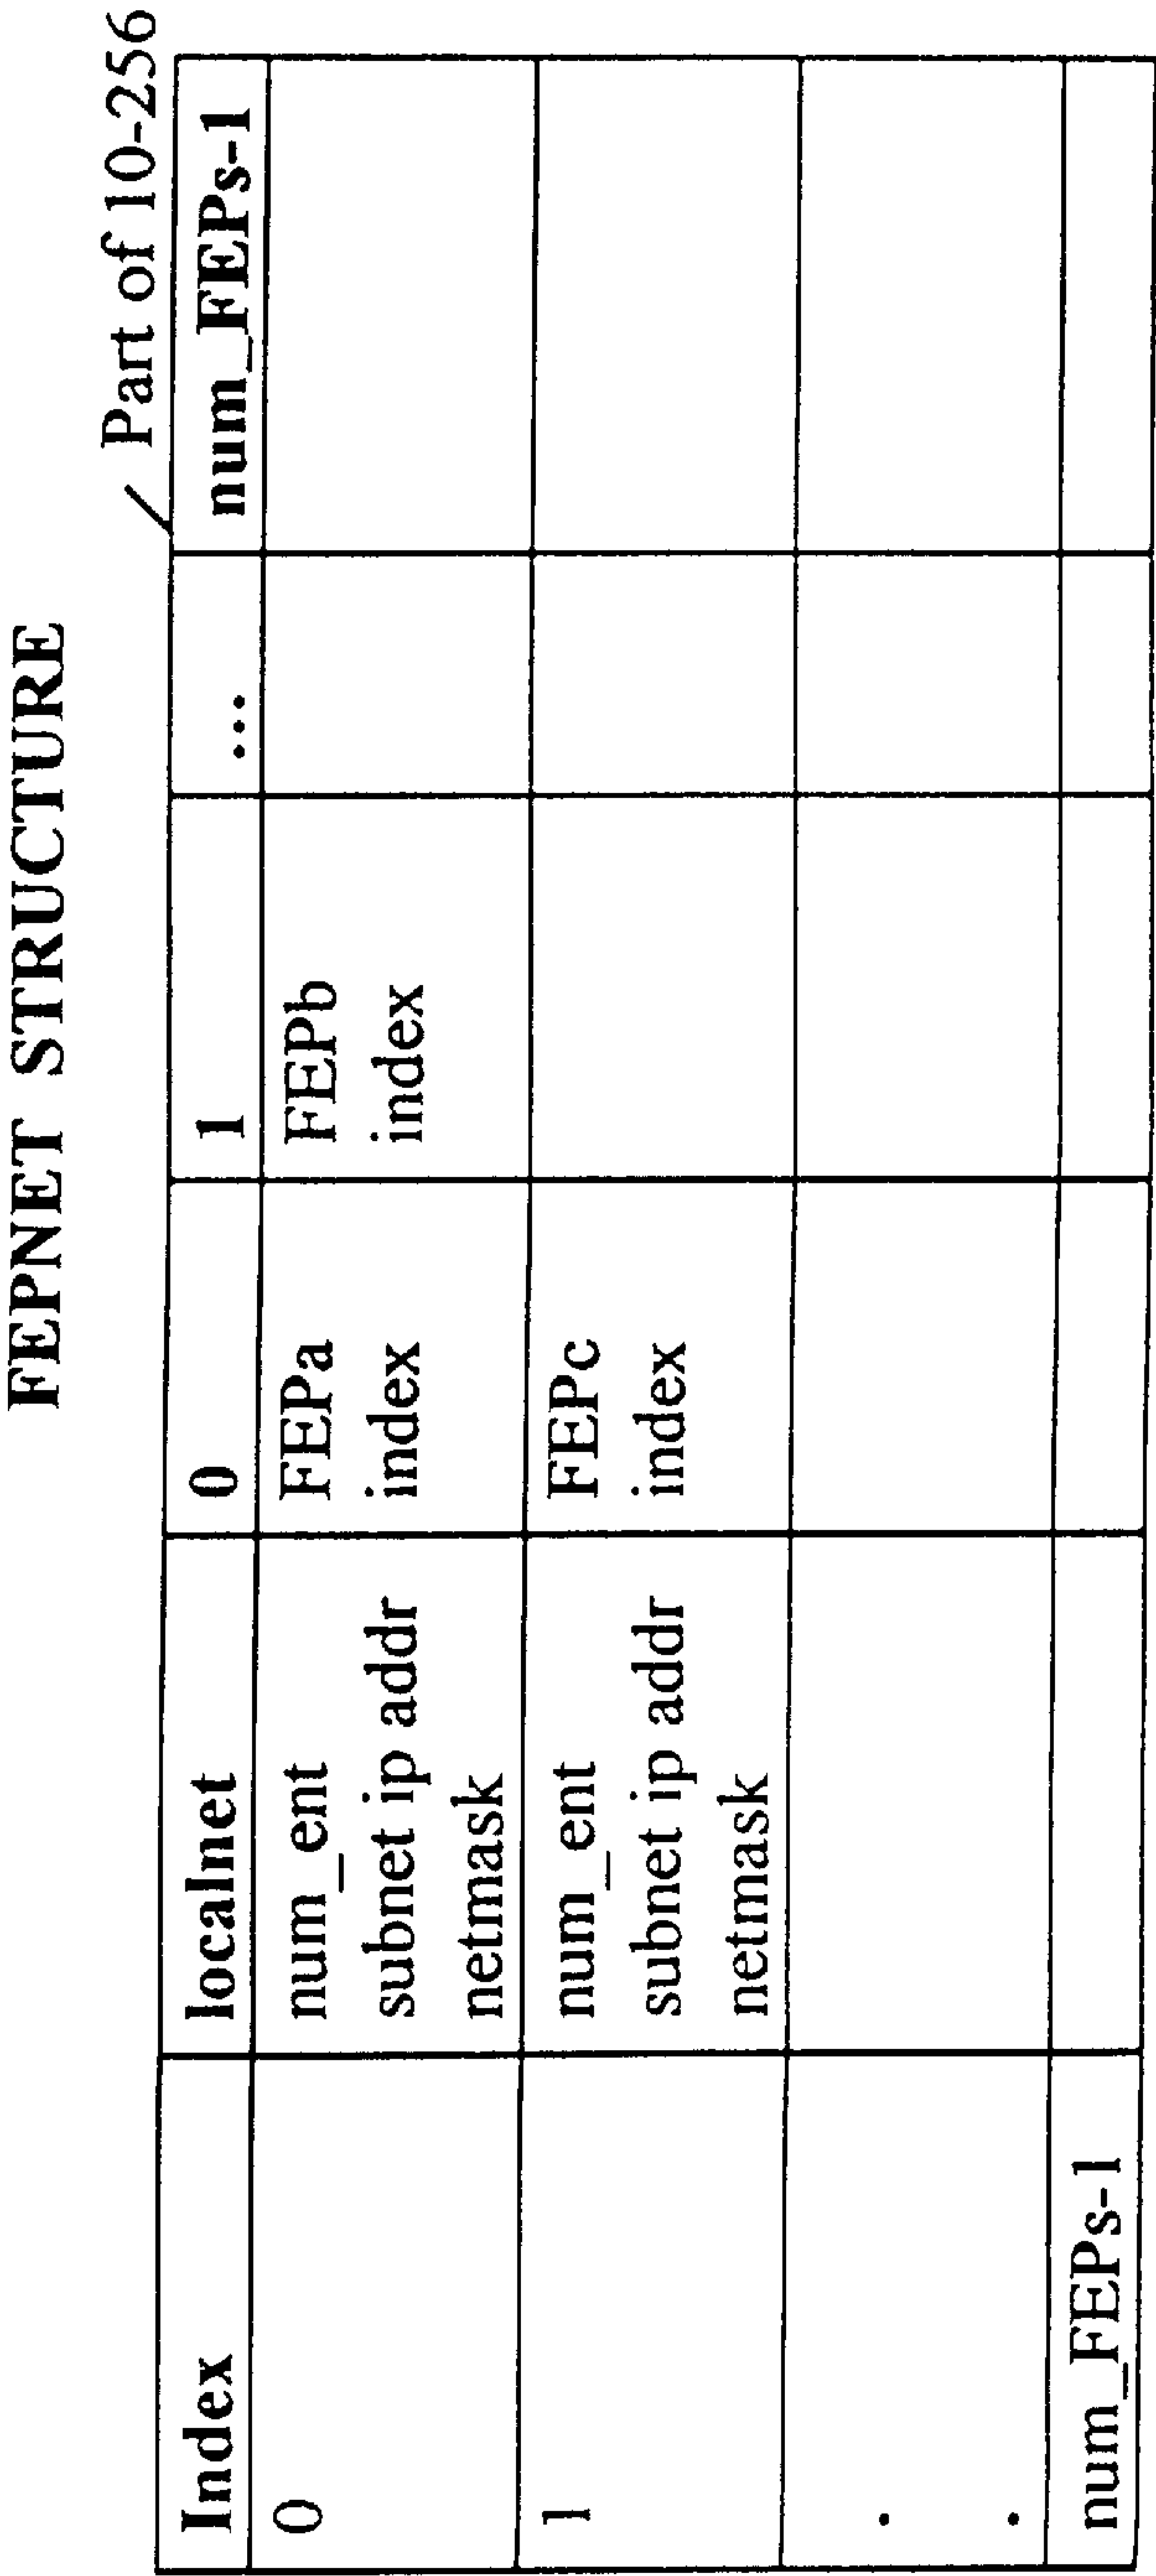 FEPNET STRUCTURE
Part of 10-256
Index localnet 0 1 ... num_FEPs-1
0 num_ent FEPa FEPb
subnet ip addr index index
netmask
1 num_ent FEPc
subnet ip addr index
netmask
.
.
num_FEPs-1